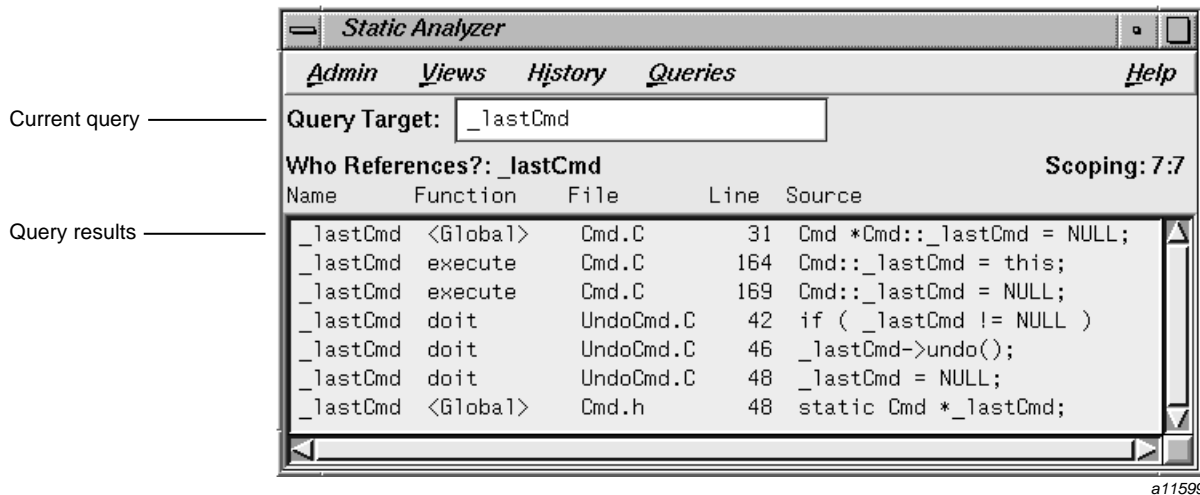 Static Analyzer
Admin Views History Queries Help
Current query
Query Target: _lastCmd
Who References?: _lastCmd Scoping: 7:7
Name Function File Line Source
Query results
_lastCmd <Global> Cmd.C 31 Cmd *Cmd::_lastCmd = NULL;
_lastCmd execute Cmd.C 164 Cmd::_lastCmd = this;
_lastCmd execute Cmd.C 169 Cmd::_lastCmd = NULL;
_lastCmd doit UndoCmd.C 42 if ( _lastCmd != NULL )
_lastCmd doit UndoCmd.C 46 _lastCmd->undo();
_lastCmd doit UndoCmd.C 48 _lastCmd = NULL;
_lastCmd <Global> Cmd.h 48 static Cmd *_lastCmd;
a11599